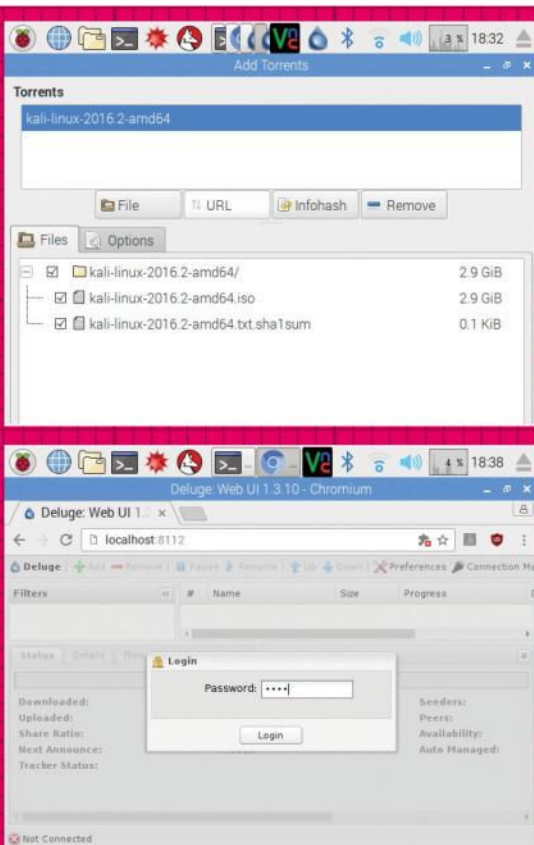 3 % 18:32
Add Torrents
Torrents
kali-linux-2016.2-amd64
File URL Infohash Remove
Files Options
kali-linux-2016.2-amd64/ 2.9 GiB
kali-linux-2016.2-amd64.iso 2.9 GiB
kali-linux-2016.2-amd64.txt.sha1sum 0.1 KiB
4 % 18:38
Deluge: Web UI 1.3.10 - Chromium
Deluge: Web UI 1.
localhost:8112
Deluge Add Remove Pause Resume Up Down Preferences Connection Ma
Filters # Name Size Progress
Status Details
Login
Password: ••••
Login
Downloaded: Seeders:
Uploaded: Peers:
Share Ratio: Availability:
Next Announce: Auto Managed:
Tracker Status:
Not Connected